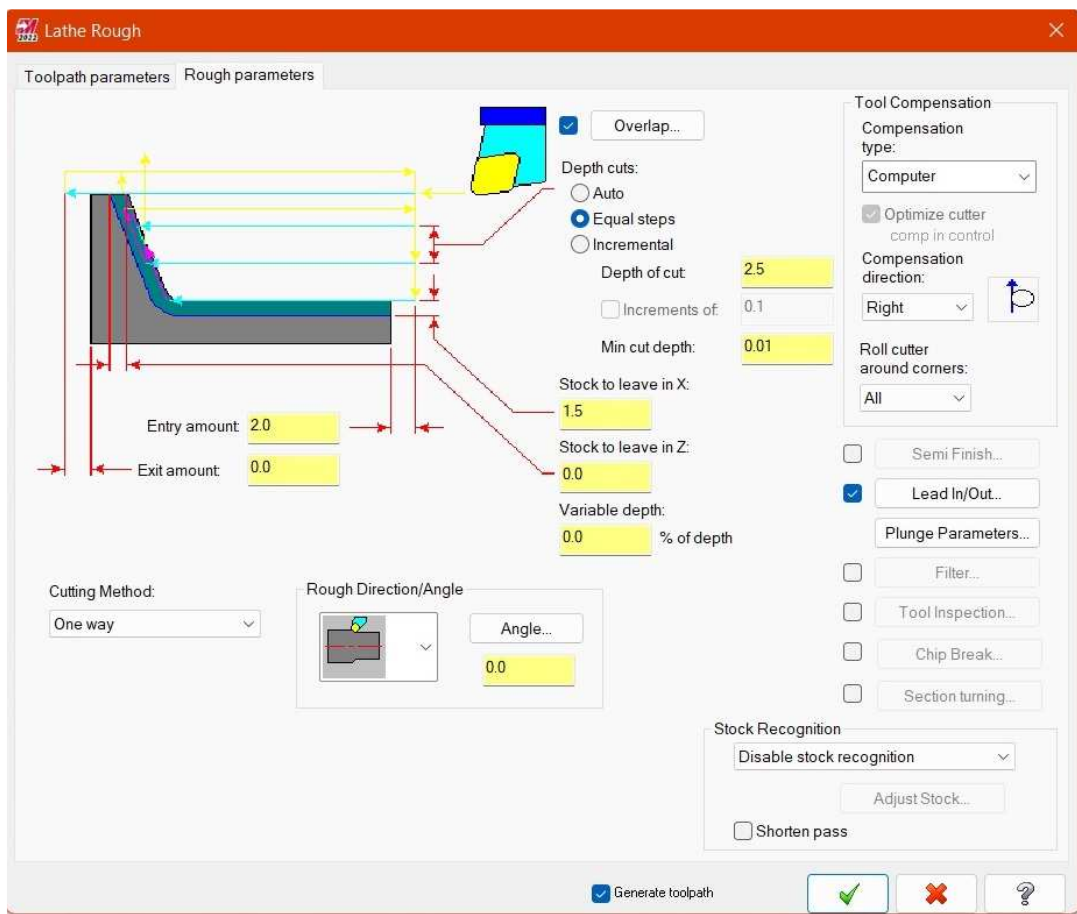 2022
Lathe Rough
Toolpath parameters
Rough parameters
Overlap...
Depth cuts:
Auto
Equal steps
Incremental
Depth of cut:
2.5
Increments of:
0.1
Min cut depth:
0.01
Stock to leave in X:
1.5
Stock to leave in Z:
0.0
Variable depth:
0.0
% of depth
Entry amount:
2.0
Exit amount:
0.0
Cutting Method:
One way
Rough Direction/Angle
Angle...
0.0
Tool Compensation
Compensation
type:
Computer
Optimize cutter
comp in control
Compensation
direction:
Right
Roll cutter
around corners:
All
Semi Finish...
Lead In/Out...
Plunge Parameters...
Filter...
Tool Inspection...
Chip Break...
Section turning...
Stock Recognition
Disable stock recognition
Adjust Stock...
Shorten pass
Generate toolpath